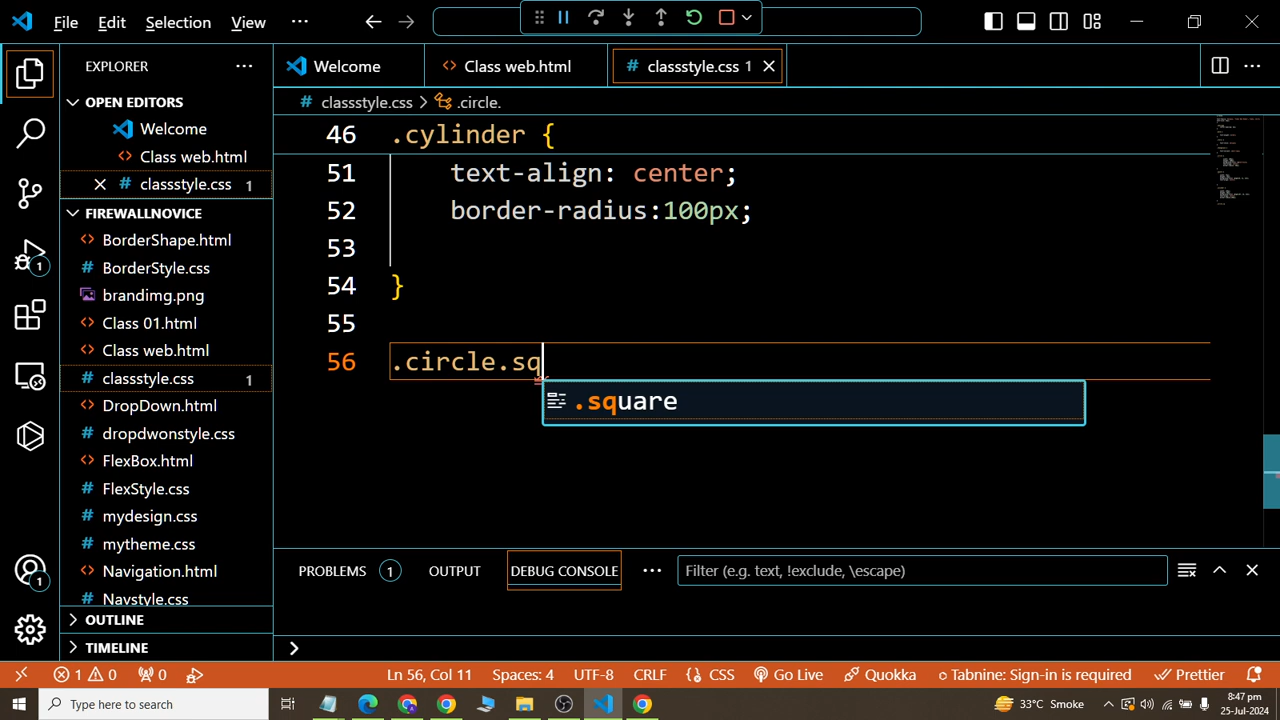 File Edit Selection View ...
EXPLORER ...
Welcome
Class web.html
# classstyle.css 1
OPEN EDITORS
Welcome
Class web.html
# classstyle.css 1
FIREWALLNOVICE
BorderShape.html
# BorderStyle.css
brandimg.png
Class 01.html
Class web.html
# classstyle.css 1
DropDown.html
# dropdwonstyle.css
FlexBox.html
# FlexStyle.css
# mydesign.css
# mytheme.css
Navigation.html
# Navstyle.css
OUTLINE
TIMELINE
1
1
# classstyle.css > .circle.
46 .cylinder {
51 text-align: center;
52 border-radius:100px;
53
54 }
55
56 .circle.sq
.square
PROBLEMS 1 OUTPUT DEBUG CONSOLE ... Filter (e.g. text, !exclude, \escape)
>
1 0 0 Ln 56, Col 11 Spaces: 4 UTF-8 CRLF {} CSS Go Live Quokka Tabnine: Sign-in is required Prettier
Type here to search 33°C Smoke 8:47 pm
25-Jul-2024